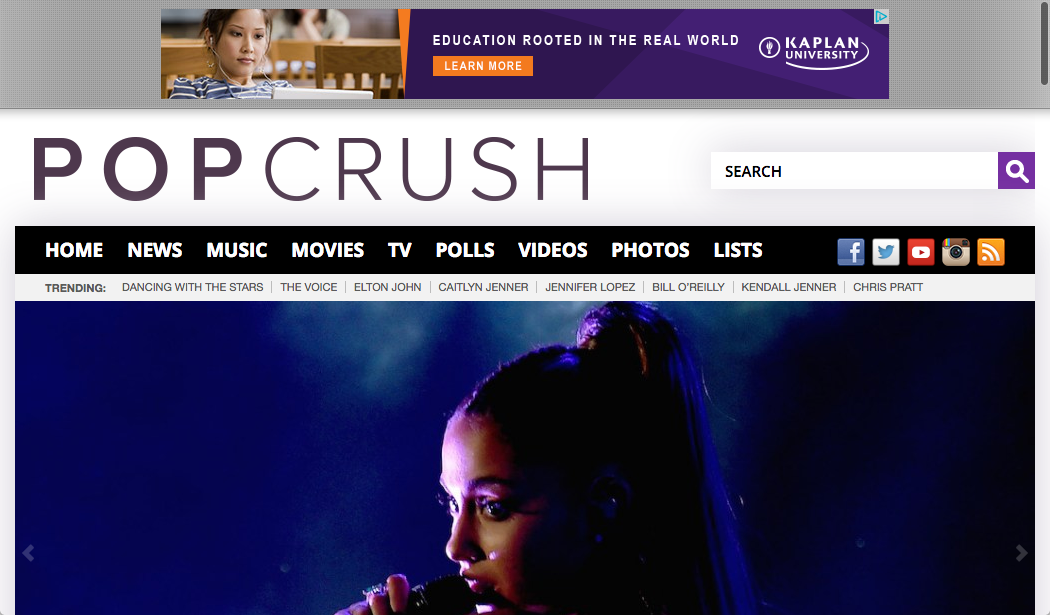 EDUCATION ROOTED IN THE REAL WORLD
LEARN MORE
KAPLAN
UNIVERSITY
POPCRUSH
SEARCH
HOME NEWS MUSIC MOVIES TV POLLS VIDEOS PHOTOS LISTS
TRENDING: DANCING WITH THE STARS THE VOICE ELTON JOHN CAITLYN JENNER JENNIFER LOPEZ BILL O'REILLY KENDALL JENNER CHRIS PRATT